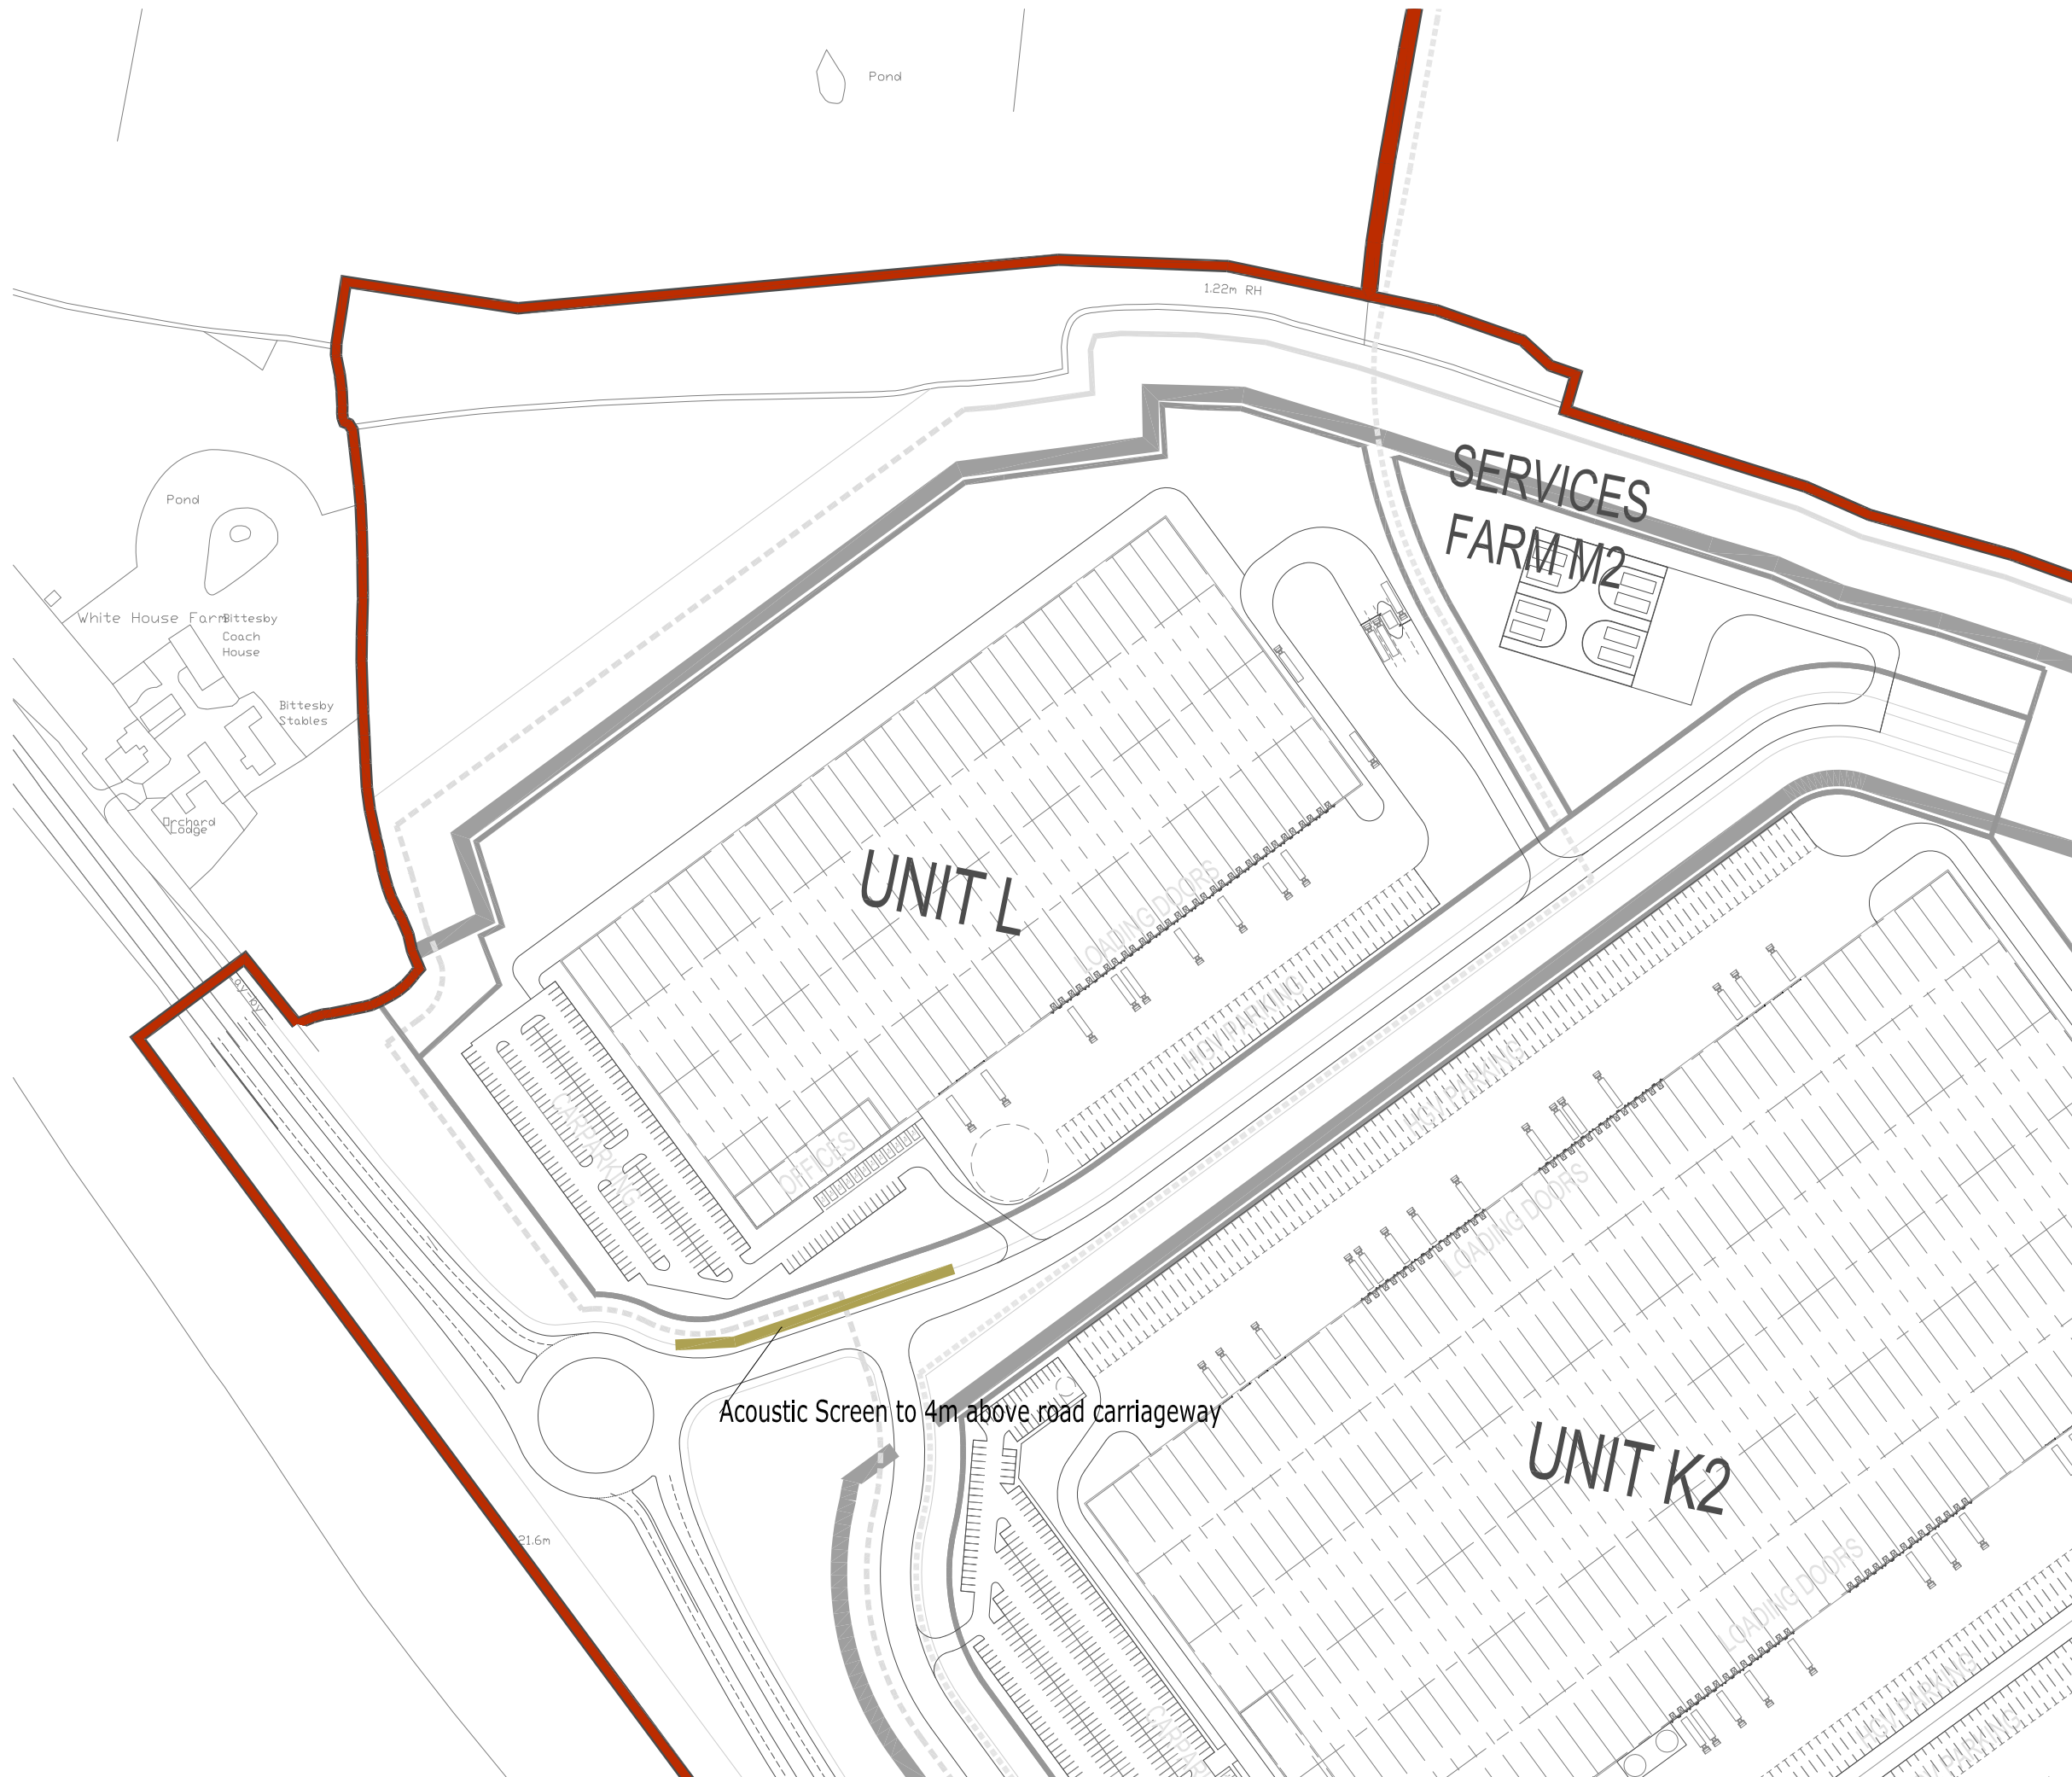 Pond
1.22m RH
SERVICES
FARM M2
Pond
White House Farm
Bittesby
Coach
House
Bittesby
Stables
Orchard
Lodge
UNIT L
LOADING DOORS
HGV PARKING
CARPARKING
OFFICES
HGV PARKING
LOADING DOORS
Acoustic Screen to 4m above road carriageway
UNIT K2
21.6m
LOADING DOORS
HGV PARKING
PARKING
CARPAR